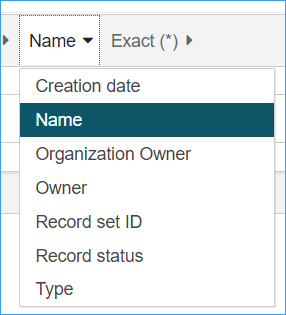 Name Exact (*)
Creation date
Name
Organization Owner
Owner
Record set ID
Record status
Type